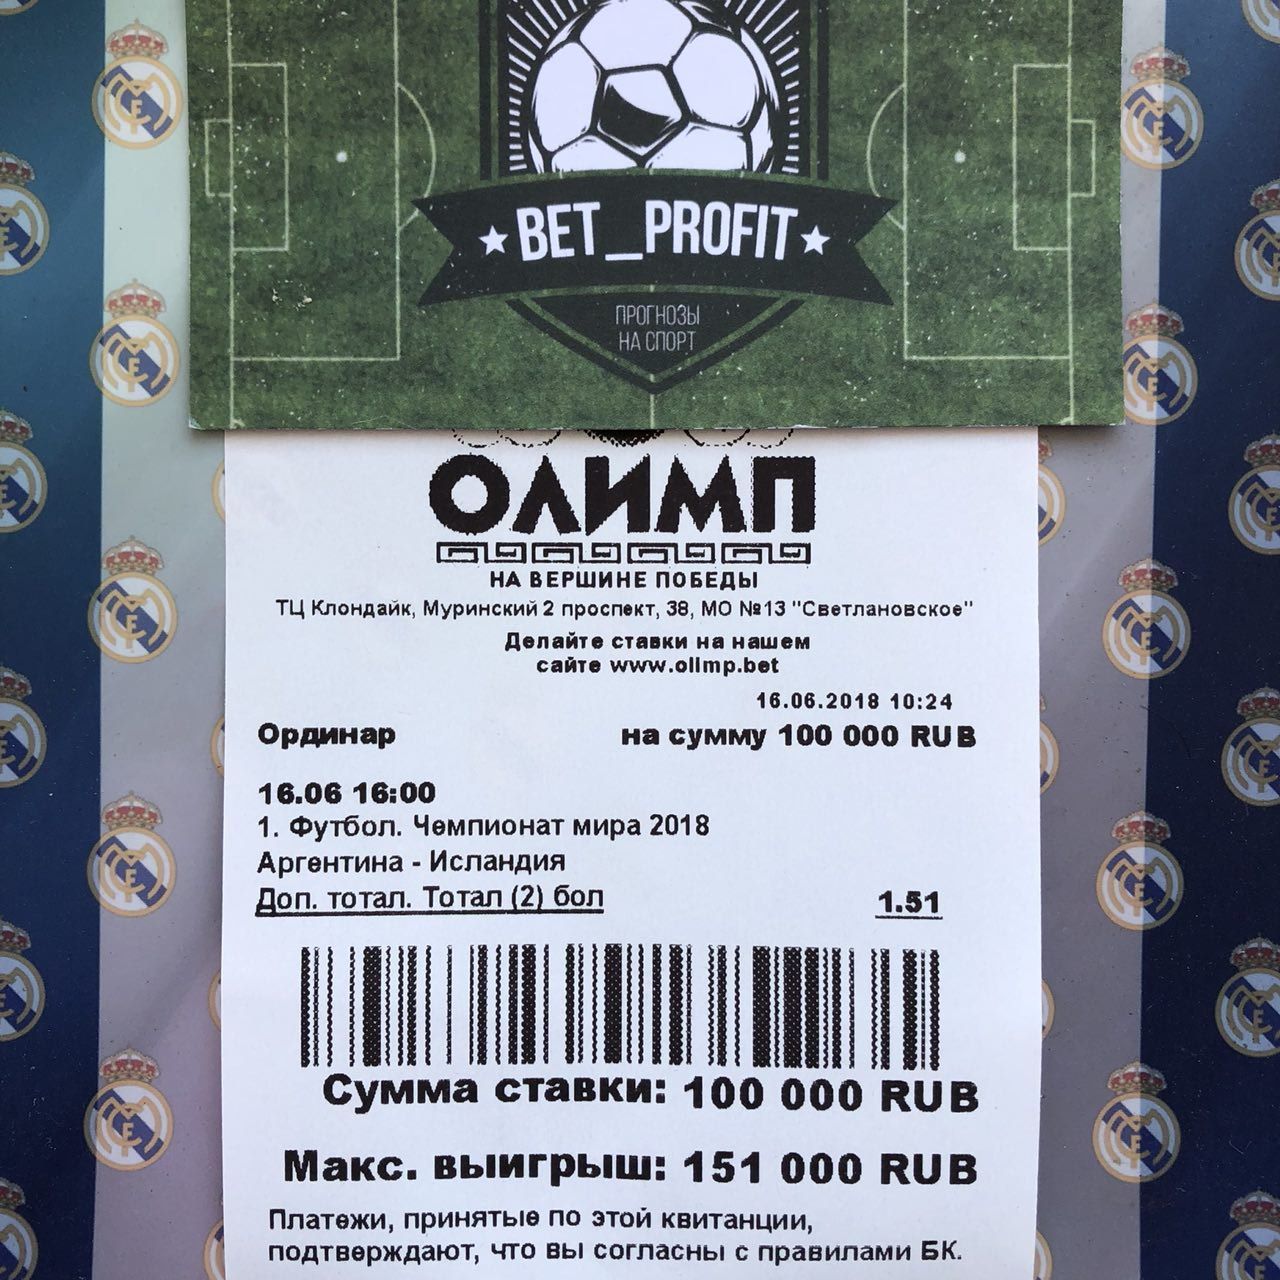 BET_PROFIT
ПРОГНОЗЫ
НА СПОРТ
ОЛИМП
НА ВЕРШИНЕ ПОБЕДЫ
ТЦ Клондайк, Муринский 2 проспект, 38, МО №13 "Светлановское"
Делайте ставки на нашем
сайте www.olimp.bet
16.06.2018 10:24
Ординар на сумму 100 000 RUB
16.06 16:00
1. Футбол. Чемпионат мира 2018
Аргентина - Исландия
Доп. тотал. Тотал (2) бол 1.51
Сумма ставки: 100 000 RUB
Макс. выигрыш: 151 000 RUB
Платежи, принятые по этой квитанции,
подтверждают, что вы согласны с правилами БК.